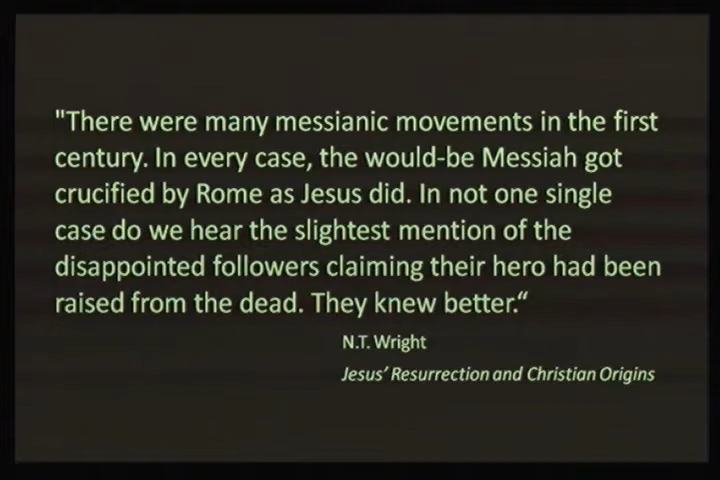 "There were many messianic movements in the first
century. In every case, the would-be Messiah got
crucified by Rome as Jesus did. In not one single
case do we hear the slightest mention of the
disappointed followers claiming their hero had been
raised from the dead. They knew better.“
N.T. Wright
Jesus’ Resurrection and Christian Origins